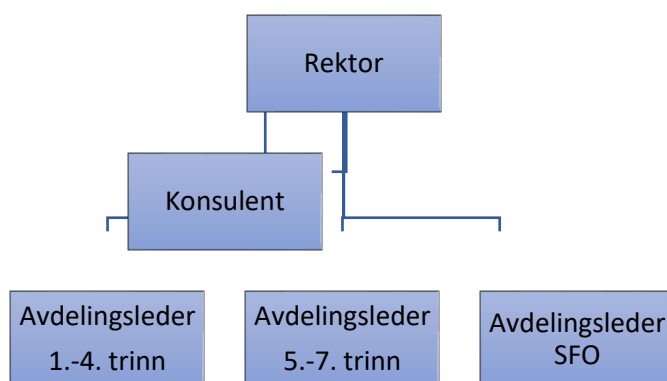 Rektor
Konsulent
Avdelingsleder
1.-4. trinn
Avdelingsleder
5.-7. trinn
Avdelingsleder
SFO